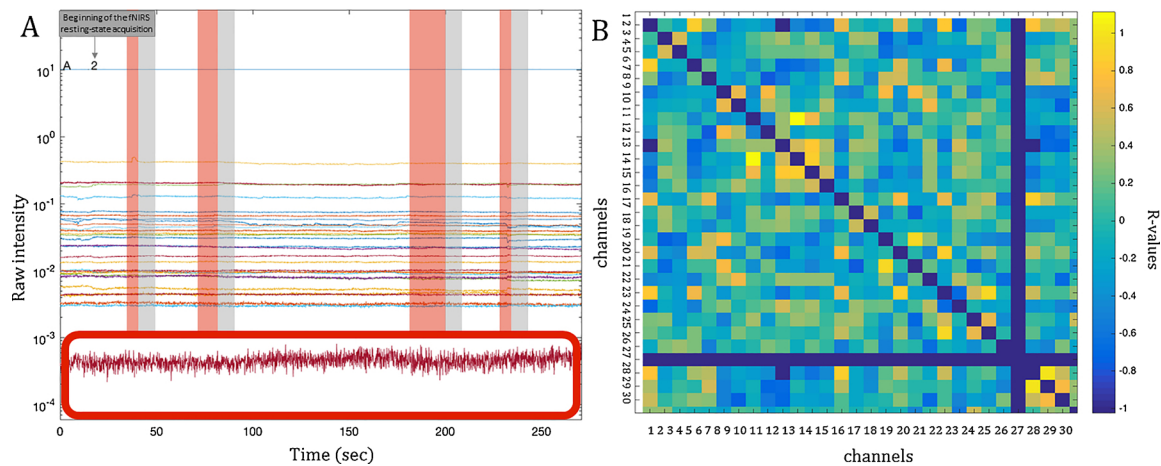 A
Beginning of the fNIRS
resting-state acquisition
A 2
10¹
10⁰
10⁻¹
10⁻²
10⁻³
10⁻⁴
Raw intensity
0 50 100 150 200 250
Time (sec)
B
1 2 3 4 5 6 7 8 9 10 11 12 13 14 15 16 17 18 19 20 21 22 23 24 25 26 27 28 29 30
channels
1 2 3 4 5 6 7 8 9 10 11 12 13 14 15 16 17 18 19 20 21 22 23 24 25 26 27 28 29 30
channels
1
0.8
0.6
0.4
0.2
0
-0.2
-0.4
-0.6
-0.8
-1
R-values